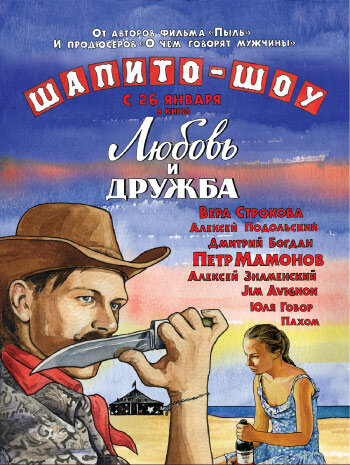 От авторов фильма «Пыль»
И продюсеров «О чем говорят мужчины»
ШАПИТО-ШОУ
С 26 ЯНВАРЯ
В КИНО
Любовь
И
ДРУЖБА
Вера Строкова
Алексей Подольский
Дмитрий Богдан
Петр Мамонов
Алексей Знаменский
Jim Avignon
Юля Говор
Пахом